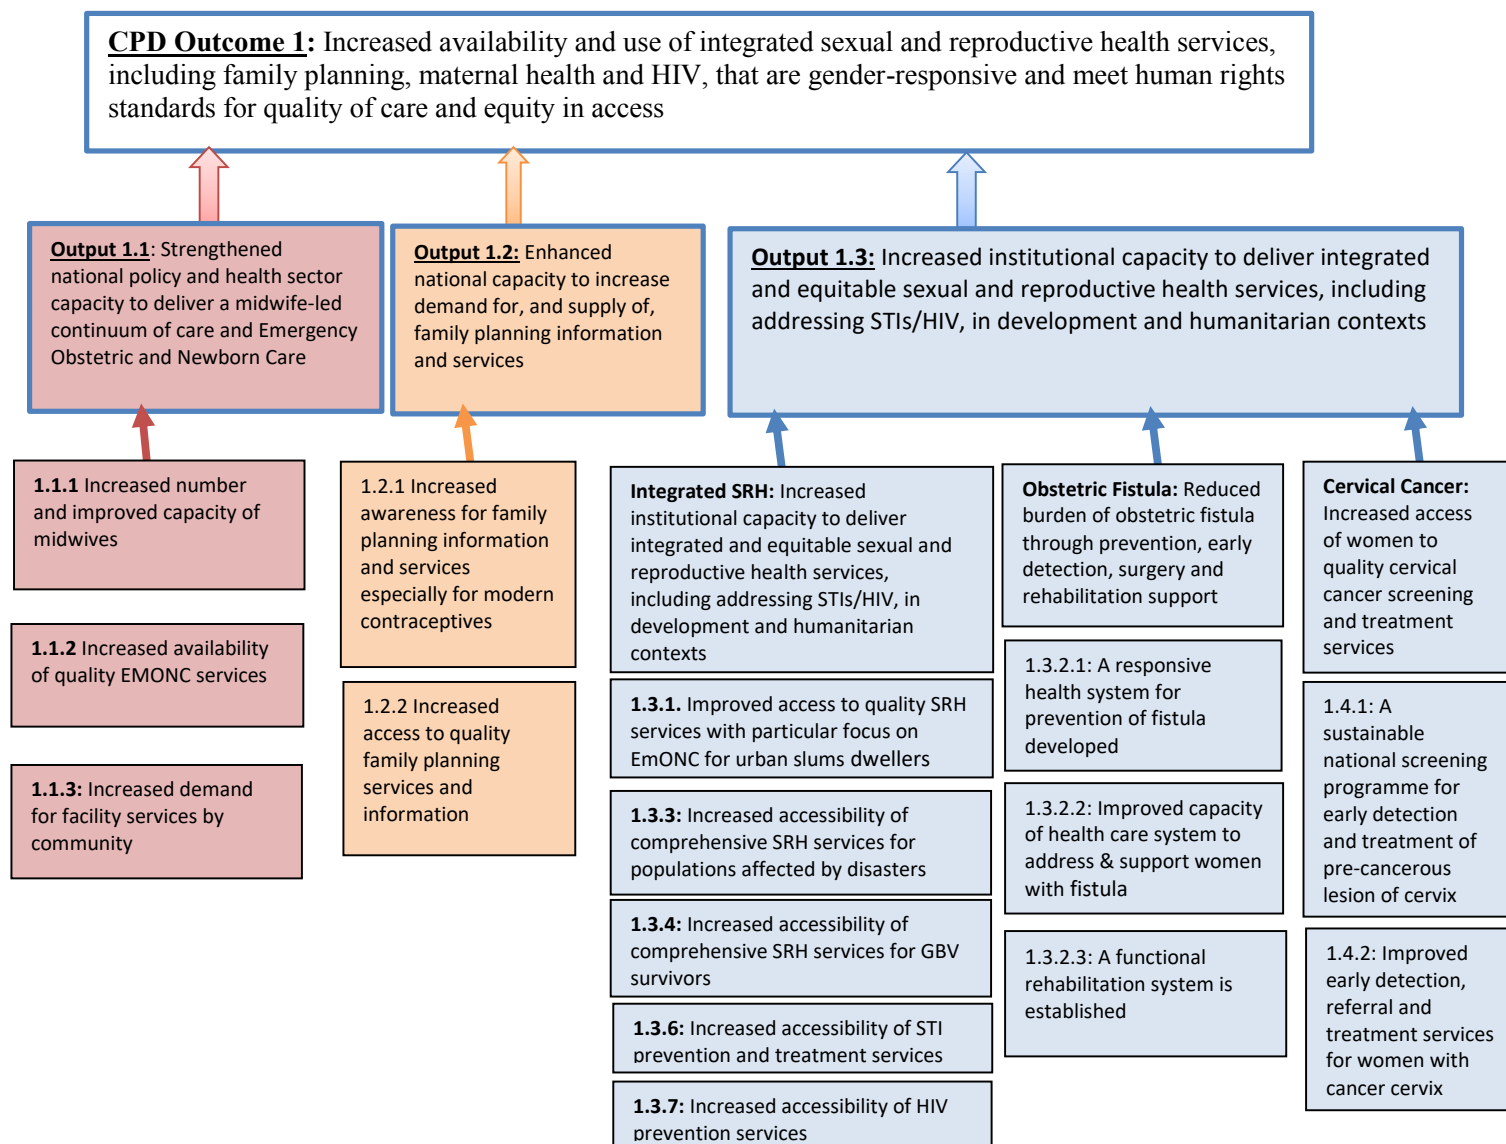 CPD Outcome 1: Increased availability and use of integrated sexual and reproductive health services,
including family planning, maternal health and HIV, that are gender-responsive and meet human rights
standards for quality of care and equity in access
Output 1.1: Strengthened
national policy and health sector
capacity to deliver a midwife-led
continuum of care and Emergency
Obstetric and Newborn Care
Output 1.2: Enhanced
national capacity to increase
demand for, and supply of,
family planning information
and services
Output 1.3: Increased institutional capacity to deliver integrated
and equitable sexual and reproductive health services, including
addressing STIs/HIV, in development and humanitarian contexts
1.1.1 Increased number
and improved capacity of
midwives
1.1.2 Increased availability
of quality EMONC services
1.1.3: Increased demand
for facility services by
community
1.2.1 Increased
awareness for family
planning information
and services
especially for modern
contraceptives
1.2.2 Increased
access to quality
family planning
services and
information
Integrated SRH: Increased
institutional capacity to deliver
integrated and equitable sexual and
reproductive health services,
including addressing STIs/HIV, in
development and humanitarian
contexts
1.3.1. Improved access to quality SRH
services with particular focus on
EmONC for urban slums dwellers
1.3.3: Increased accessibility of
comprehensive SRH services for
populations affected by disasters
1.3.4: Increased accessibility of
comprehensive SRH services for GBV
survivors
1.3.6: Increased accessibility of STI
prevention and treatment services
1.3.7: Increased accessibility of HIV
prevention services
Obstetric Fistula: Reduced
burden of obstetric fistula
through prevention, early
detection, surgery and
rehabilitation support
1.3.2.1: A responsive
health system for
prevention of fistula
developed
1.3.2.2: Improved capacity
of health care system to
address & support women
with fistula
1.3.2.3: A functional
rehabilitation system is
established
Cervical Cancer:
Increased access
of women to
quality cervical
cancer screening
and treatment
services
1.4.1: A
sustainable
national screening
programme for
early detection
and treatment of
pre-cancerous
lesion of cervix
1.4.2: Improved
early detection,
referral and
treatment services
for women with
cancer cervix